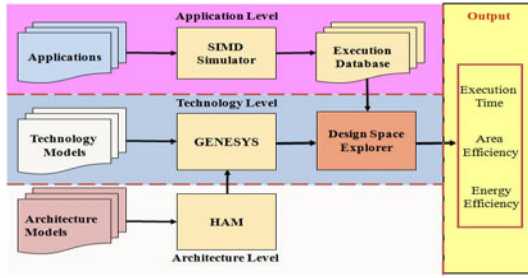 Application Level
Output
Applications
SIMD
Simulator
Execution
Database
Technology Level
Technology
Models
GENESYS
Design Space
Explorer
Execution
Time
Area
Efficiency
Energy
Efficiency
Architecture
Models
HAM
Architecture Level